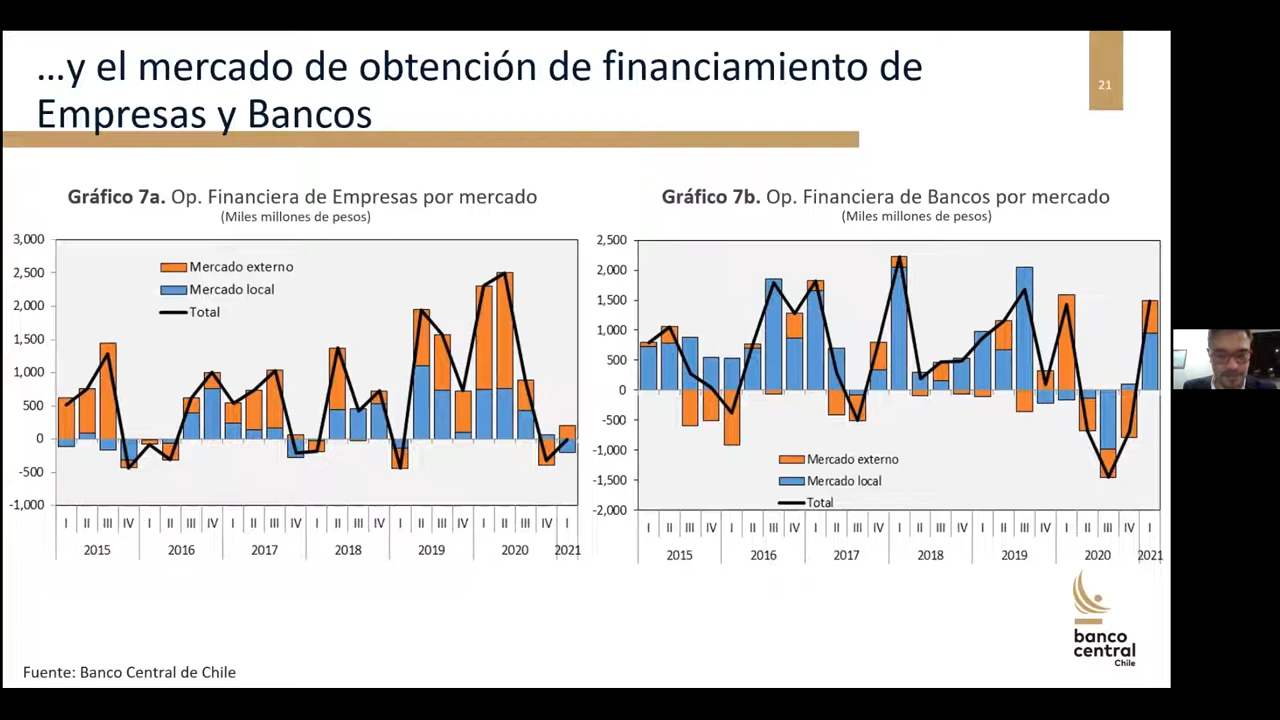 ...y el mercado de obtención de financiamiento de
Empresas y Bancos
21
Gráfico 7a. Op. Financiera de Empresas por mercado
(Miles millones de pesos)
3,000
2,500
2,000
1,500
1,000
500
0
-500
-1,000
Mercado externo
Mercado local
Total
I II III IV I II III IV I II III IV I II III IV I II III IV I II III IV I
2015 2016 2017 2018 2019 2020 2021
Gráfico 7b. Op. Financiera de Bancos por mercado
(Miles millones de pesos)
2,500
2,000
1,500
1,000
500
0
-500
-1,000
-1,500
-2,000
Mercado externo
Mercado local
Total
I II III IV I II III IV I II III IV I II III IV I II III IV I II III IV I
2015 2016 2017 2018 2019 2020 2021
banco
central
Chile
Fuente: Banco Central de Chile